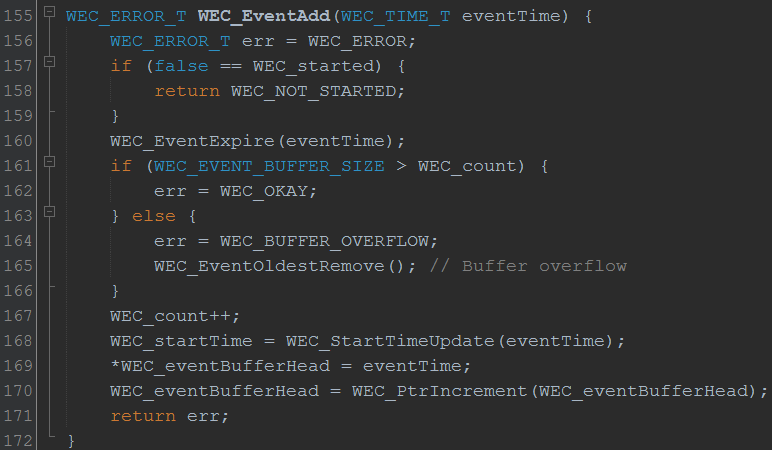 155 WEC_ERROR_T WEC_EventAdd(WEC_TIME_T eventTime) {
156     WEC_ERROR_T err = WEC_ERROR;
157     if (false == WEC_started) {
158         return WEC_NOT_STARTED;
159     }
160     WEC_EventExpire(eventTime);
161     if (WEC_EVENT_BUFFER_SIZE > WEC_count) {
162         err = WEC_OKAY;
163     } else {
164         err = WEC_BUFFER_OVERFLOW;
165         WEC_EventOldestRemove(); // Buffer overflow
166     }
167     WEC_count++;
168     WEC_startTime = WEC_StartTimeUpdate(eventTime);
169     *WEC_eventBufferHead = eventTime;
170     WEC_eventBufferHead = WEC_PtrIncrement(WEC_eventBufferHead);
171     return err;
172 }